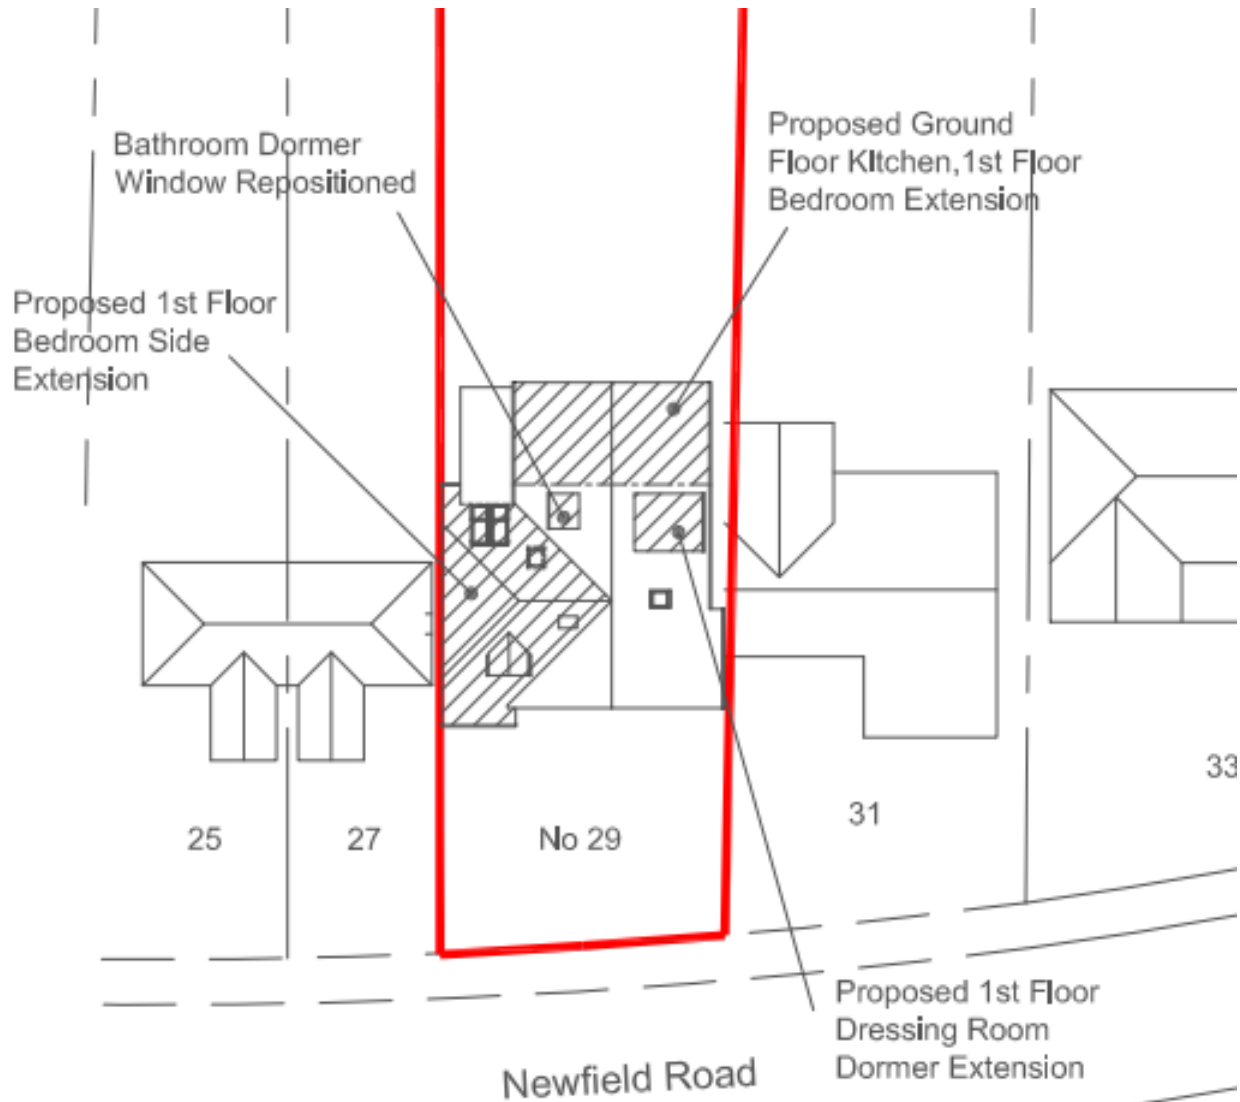 Bathroom Dormer
Window Repositioned
Proposed Ground
Floor KItchen,1st Floor
Bedroom Extension
Proposed 1st Floor
Bedroom Side
Extension
25
27
No 29
31
33
Proposed 1st Floor
Dressing Room
Dormer Extension
Newfield Road